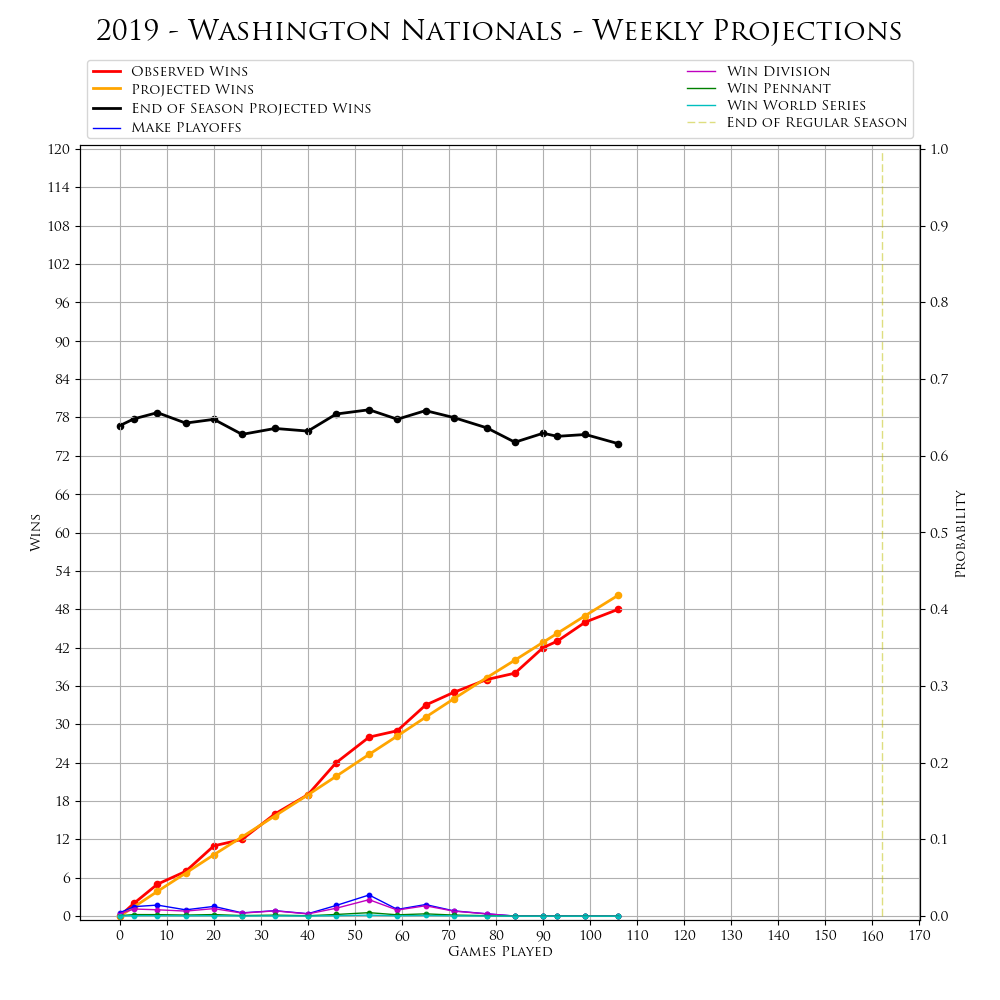 2019 - Washington Nationals - Weekly Projections
Observed Wins
Projected Wins
End of Season Projected Wins
Make Playoffs
Win Division
Win Pennant
Win World Series
End of Regular Season
120
114
108
102
96
90
84
78
72
66
60
54
48
42
36
30
24
18
12
6
0
Wins
1.0
0.9
0.8
0.7
0.6
0.5
0.4
0.3
0.2
0.1
0.0
Probability
0 10 20 30 40 50 60 70 80 90 100 110 120 130 140 150 160 170
Games Played